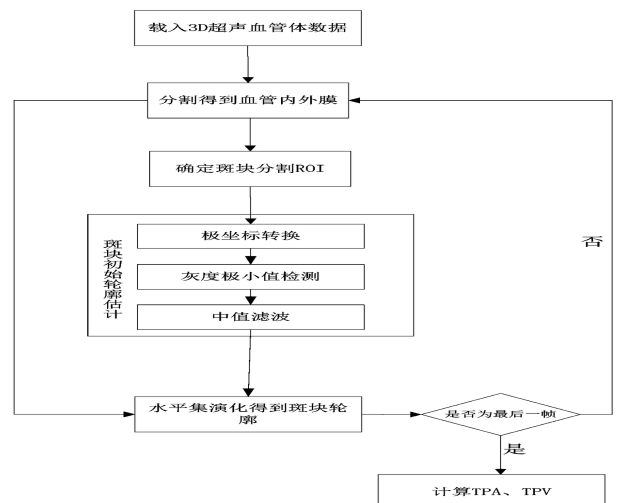 载入3D超声血管体数据
分割得到血管内外膜
确定斑块分割ROI
斑块初始轮廓估计
极坐标转换
灰度极小值检测
中值滤波
否
水平集演化得到斑块轮
廓
是否为最后一帧
是
计算TPA、TPV